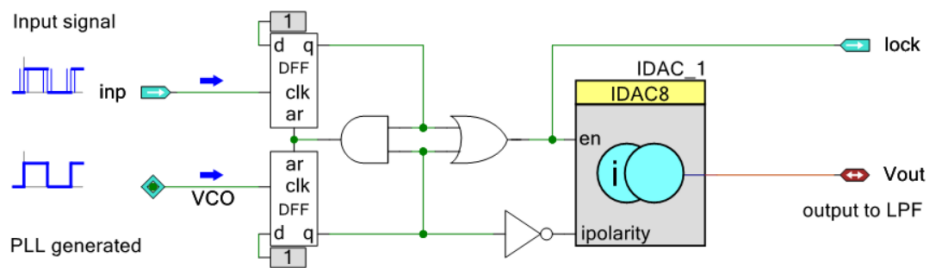 Input signal
1
d q
DFF
clk
ar
inp
lock
IDAC_1
IDAC8
en
i
Vout
output to LPF
ipolarity
ar
clk
DFF
d q
1
VCO
PLL generated